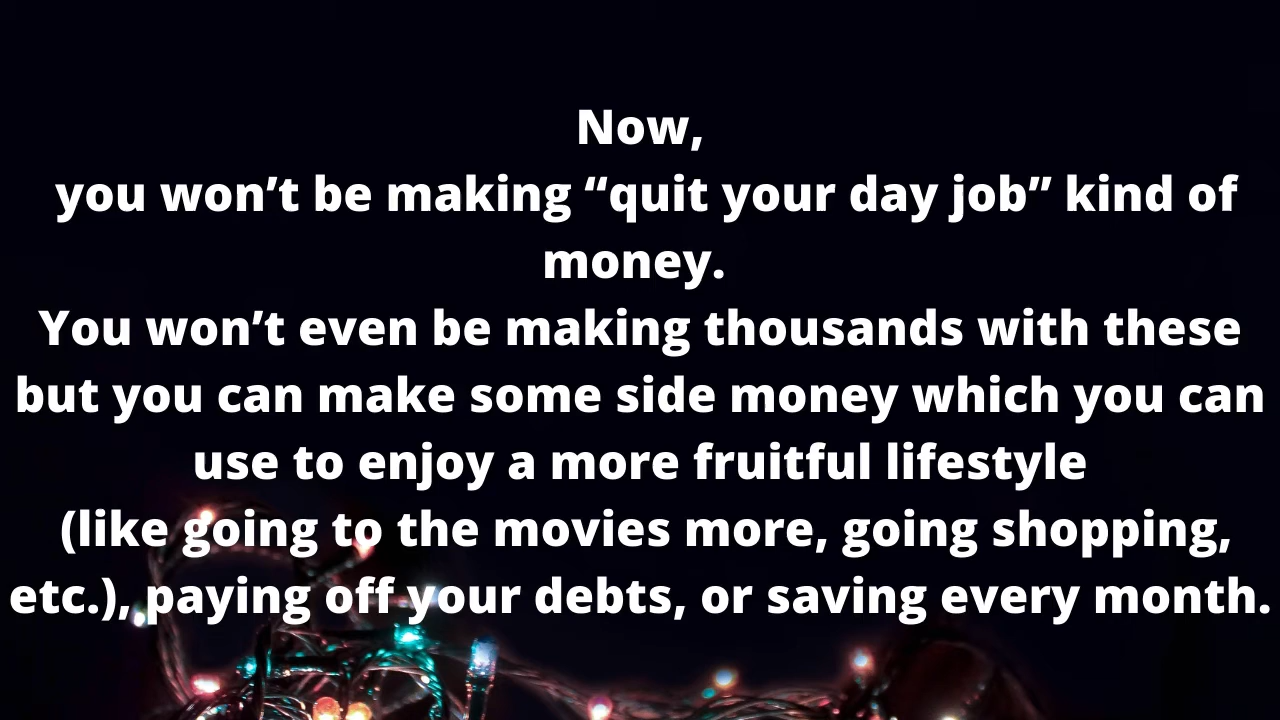 Now,
you won’t be making “quit your day job” kind of
money.
You won’t even be making thousands with these
but you can make some side money which you can
use to enjoy a more fruitful lifestyle
(like going to the movies more, going shopping,
etc.), paying off your debts, or saving every month.